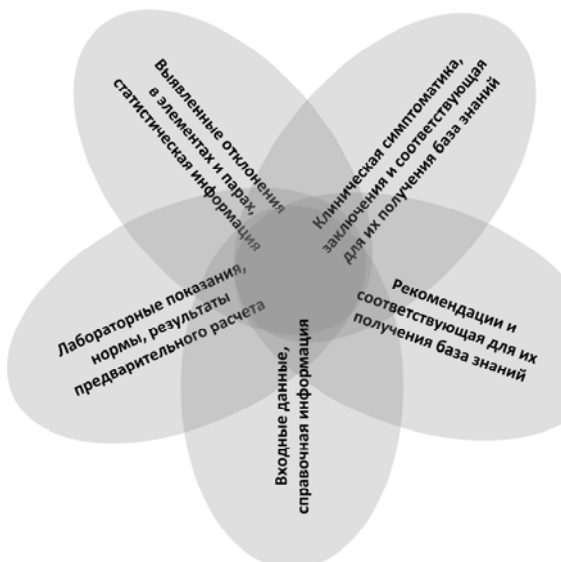 Выявленные отклонения
в элементах и парах,
статистическая информация
Клиническая симптоматика,
заключения и соответствующая
для их получения база знаний
Лабораторные показания,
нормы, результаты
предварительного расчета
Рекомендации и
соответствующая для их
получения база знаний
Входные данные,
справочная информация